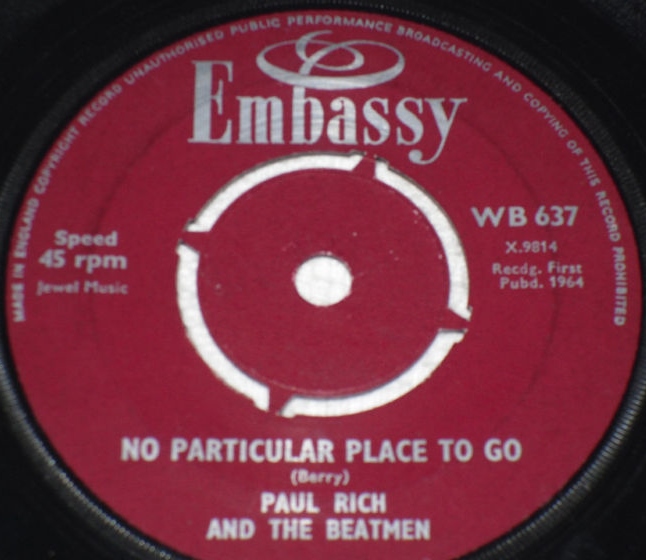 MADE IN ENGLAND COPYRIGHT RECORD UNAUTHORISED PUBLIC PERFORMANCE BROADCASTING AND COPYING OF THIS RECORD PROHIBITED
Embassy
Speed
45 rpm
Jewel Music
WB 637
X.9814
Recdg. First
Pubd. 1964
NO PARTICULAR PLACE TO GO
(Berry)
PAUL RICH
AND THE BEATMEN